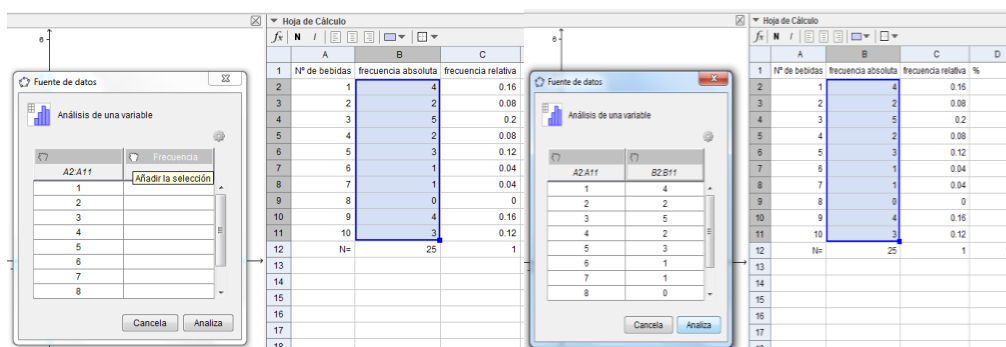 Hoja de Cálculo
fx N I
A B C
1 Nº de bebidas frecuencia absoluta frecuencia relativa
2 1 4 0.16
3 2 2 0.08
4 3 5 0.2
5 4 2 0.08
6 5 3 0.12
7 6 1 0.04
8 7 1 0.04
9 8 0 0
10 9 4 0.16
11 10 3 0.12
12 N= 25 1
13
14
15
16
17
18
6
Fuente de datos
Análisis de una variable
Frecuencia
A2:A11
Añadir la selección
1
2
3
4
5
6
7
8
Cancela Analiza
Hoja de Cálculo
fx N I
A B C D
1 Nº de bebidas frecuencia absoluta frecuencia relativa %
2 1 4 0.16
3 2 2 0.08
4 3 5 0.2
5 4 2 0.08
6 5 3 0.12
7 6 1 0.04
8 7 1 0.04
9 8 0 0
10 9 4 0.16
11 10 3 0.12
12 N= 25 1
13
14
15
16
17
6
Fuente de datos
Análisis de una variable
A2:A11 B2:B11
1 4
2 2
3 5
4 2
5 3
6 1
7 1
8 0
Cancela Analiza